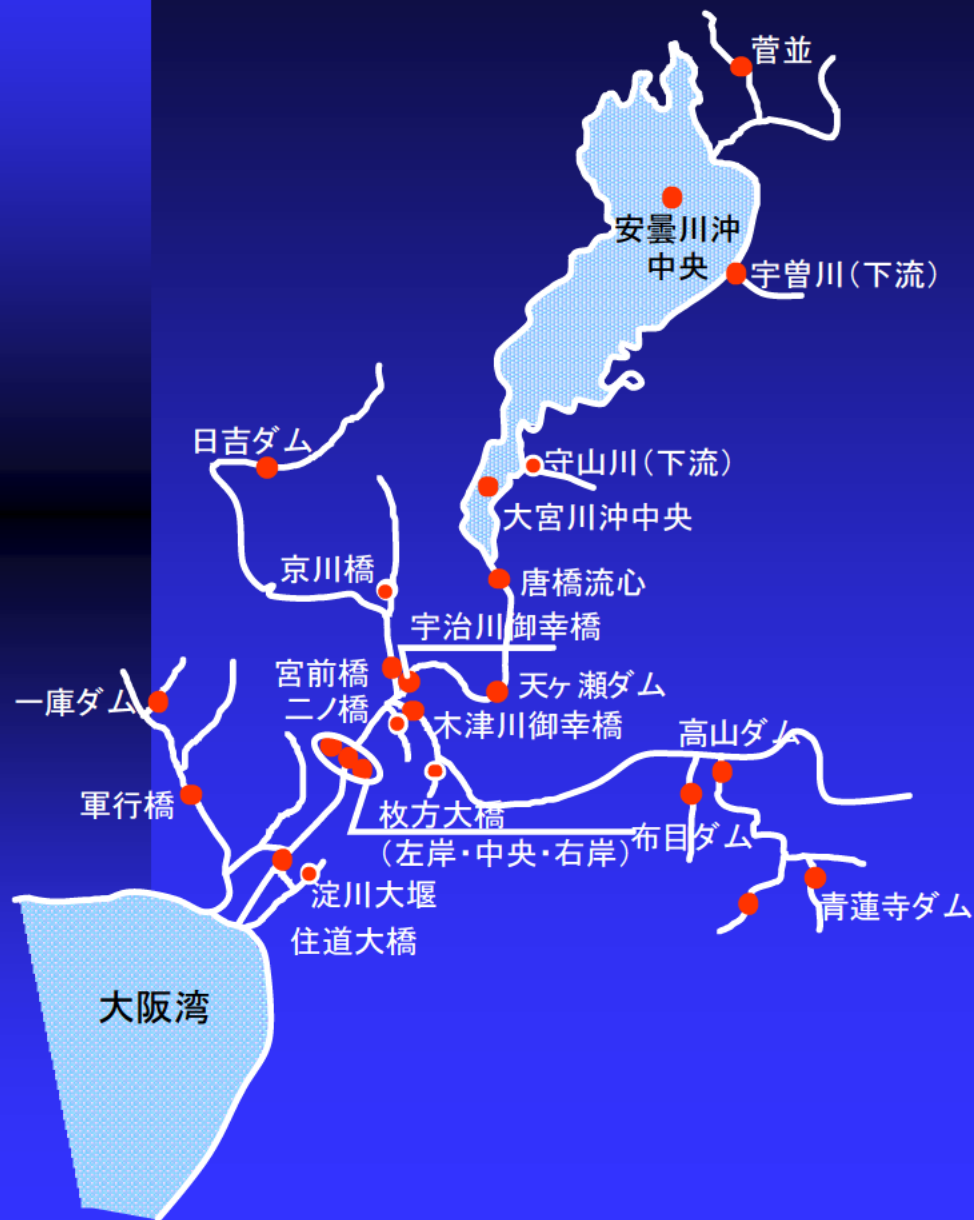 菅並
安曇川沖
中央
宇曽川（下流）
日吉ダム
守山川（下流）
大宮川沖中央
京川橋
唐橋流心
宇治川御幸橋
宮前橋
天ヶ瀬ダム
一庫ダム
二ノ橋
木津川御幸橋
高山ダム
軍行橋
枚方大橋
（左岸・中央・右岸）
布目ダム
淀川大堰
青蓮寺ダム
住道大橋
大阪湾